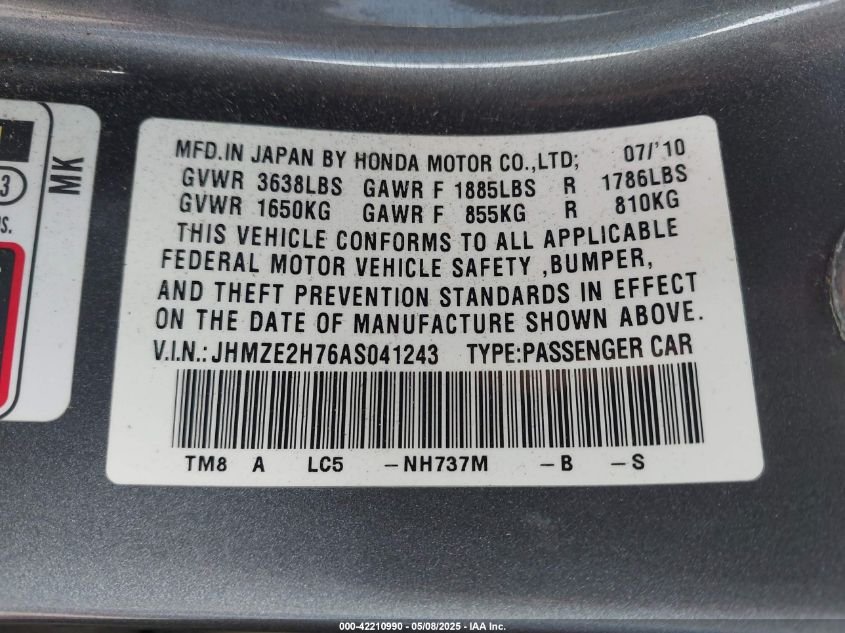 MFD.IN JAPAN BY HONDA MOTOR CO.,LTD; 07/'10
GVWR 3638LBS GAWR F 1885LBS R 1786LBS
GVWR 1650KG GAWR F 855KG R 810KG
THIS VEHICLE CONFORMS TO ALL APPLICABLE
FEDERAL MOTOR VEHICLE SAFETY ,BUMPER,
AND THEFT PREVENTION STANDARDS IN EFFECT
ON THE DATE OF MANUFACTURE SHOWN ABOVE.
V.I.N.: JHMZE2H76AS041243 TYPE:PASSENGER CAR
TM8 A LC5 -NH737M -B -S
MK
3
000-42210990 - 05/08/2025 - IAA Inc.